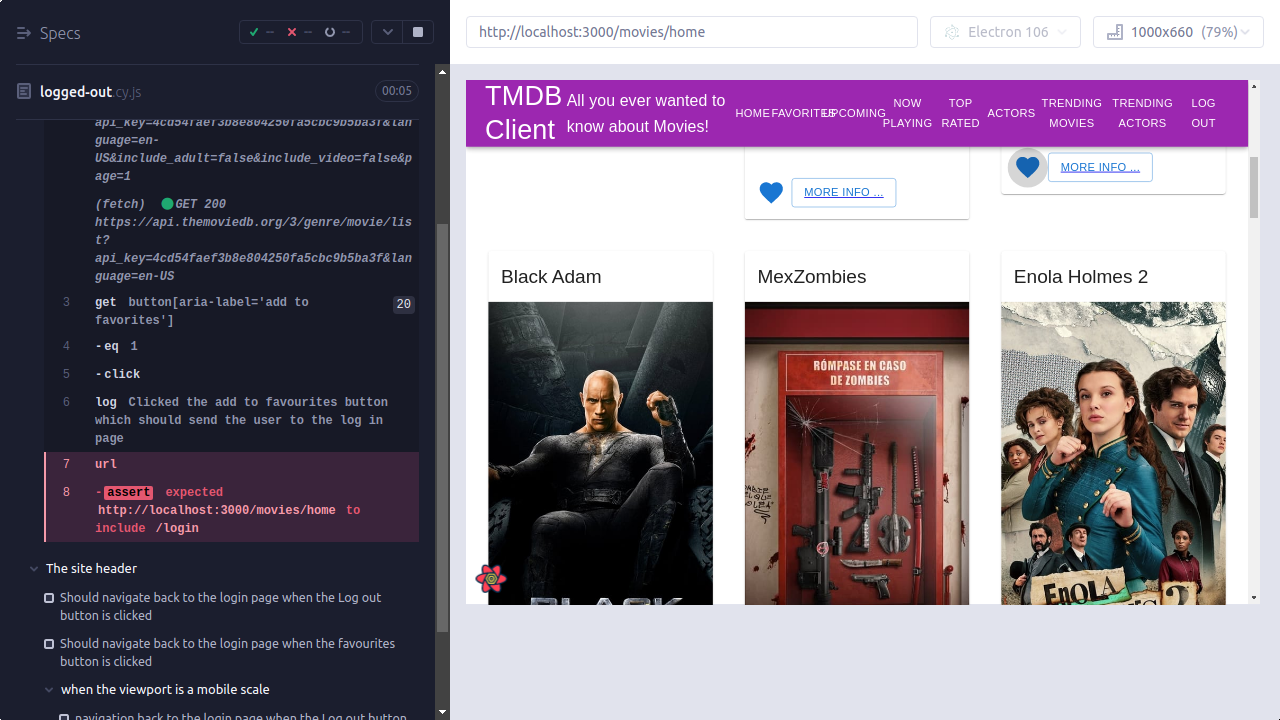 Specs
--
--
--
logged-out.cy.js
00:05
api_key=4cd54faef3b8e804250fa5cbc9b5ba3f&lan
guage=en-
US&include_adult=false&include_video=false&p
age=1
(fetch) GET 200
https://api.themoviedb.org/3/genre/movie/lis
t?
api_key=4cd54faef3b8e804250fa5cbc9b5ba3f&lan
guage=en-US
3 get button[aria-label='add to
favorites']
20
4 -eq 1
5 -click
6 log Clicked the add to favourites button
which should send the user to the log in
page
7 url
8 -assert expected
http://localhost:3000/movies/home to
include /login
The site header
Should navigate back to the login page when the Log out
button is clicked
Should navigate back to the login page when the favourites
button is clicked
when the viewport is a mobile scale
navigation back to the login page when the Log out button
http://localhost:3000/movies/home
Electron 106
1000x660 (79%)
TMDB
Client
All you ever wanted to
know about Movies!
HOME
FAVORITES
UPCOMING
NOW
PLAYING
TOP
RATED
ACTORS
TRENDING
MOVIES
TRENDING
ACTORS
LOG
OUT
MORE INFO ...
MORE INFO ...
Black Adam
MexZombies
Enola Holmes 2
RÓMPASE EN CASO
DE ZOMBIES
BLACK
ENOLA